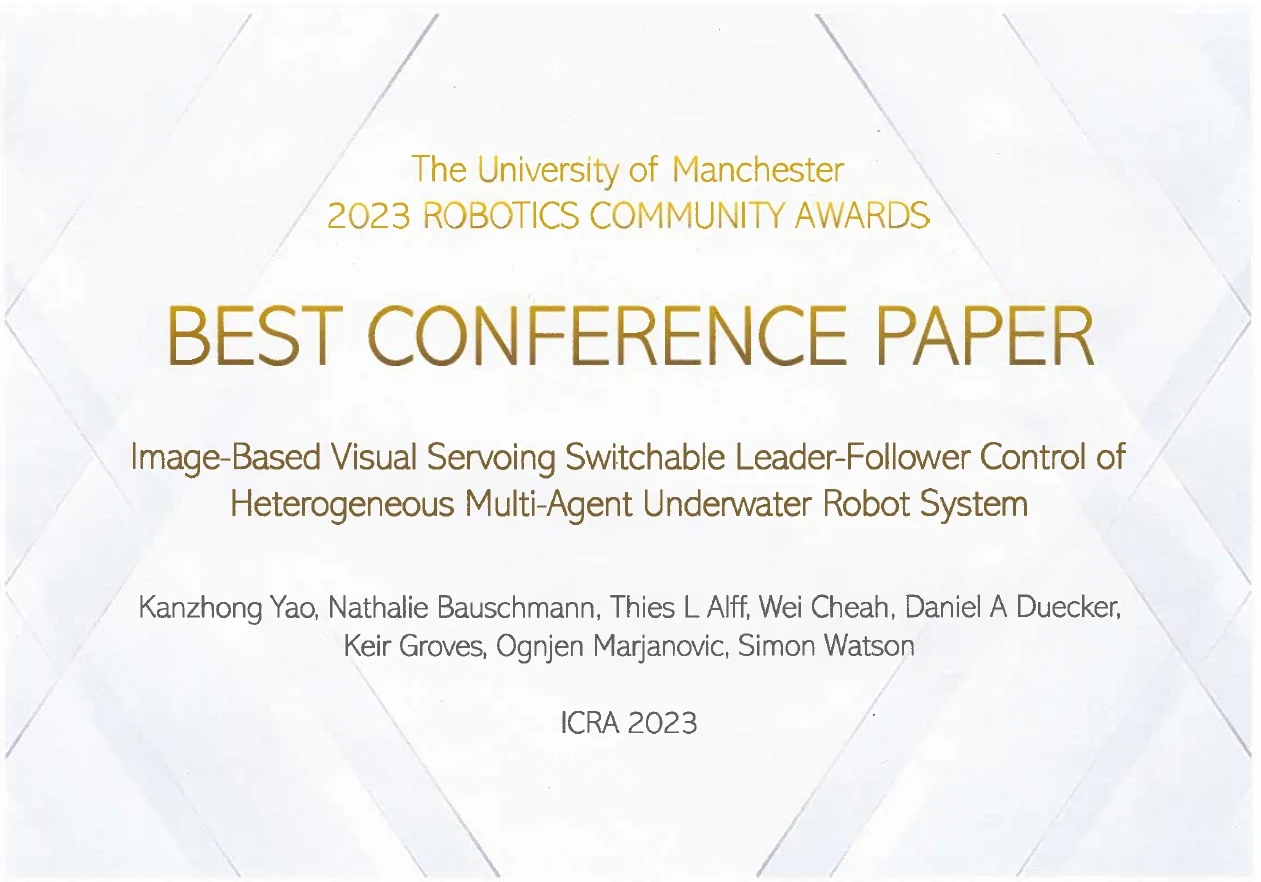 The University of Manchester
2023 ROBOTICS COMMUNITY AWARDS
BEST CONFERENCE PAPER
Image-Based Visual Servoing Switchable Leader-Follower Control of
Heterogeneous Multi-Agent Underwater Robot System
Kanzhong Yao, Nathalie Bauschmann, Thies L Alff, Wei Cheah, Daniel A Duecker,
Keir Groves, Ognjen Marjanovic, Simon Watson
ICRA 2023